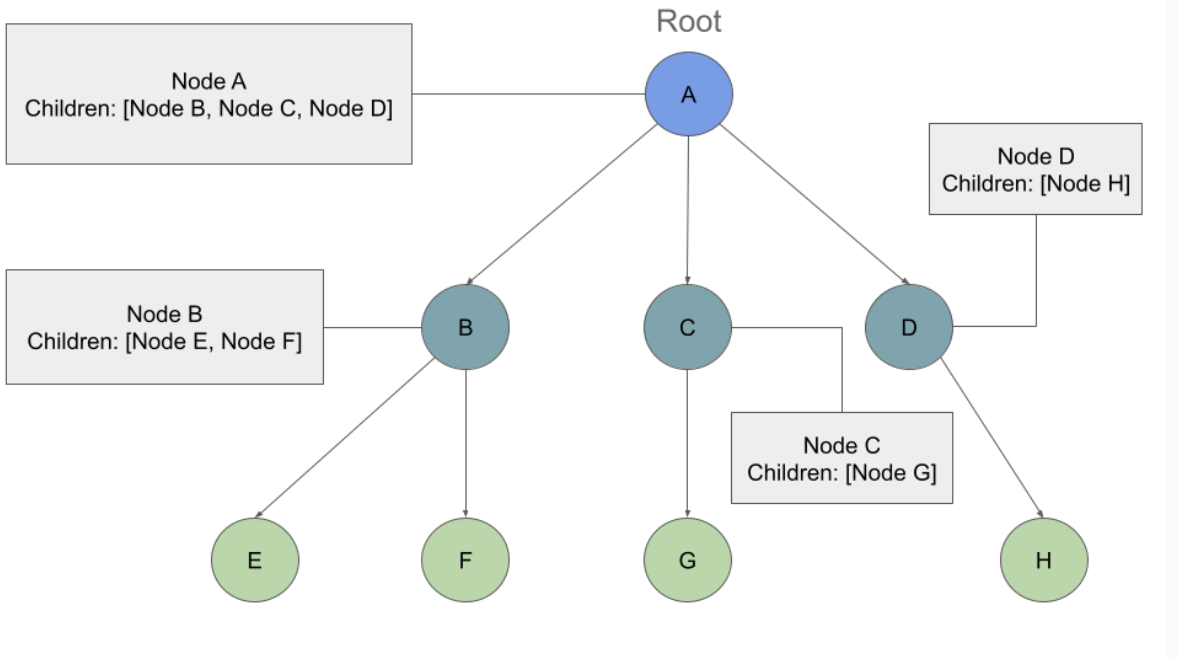 Root
Node A
Children: [Node B, Node C, Node D]
A
Node D
Children: [Node H]
Node B
Children: [Node E, Node F]
B
C
D
Node C
Children: [Node G]
E
F
G
H